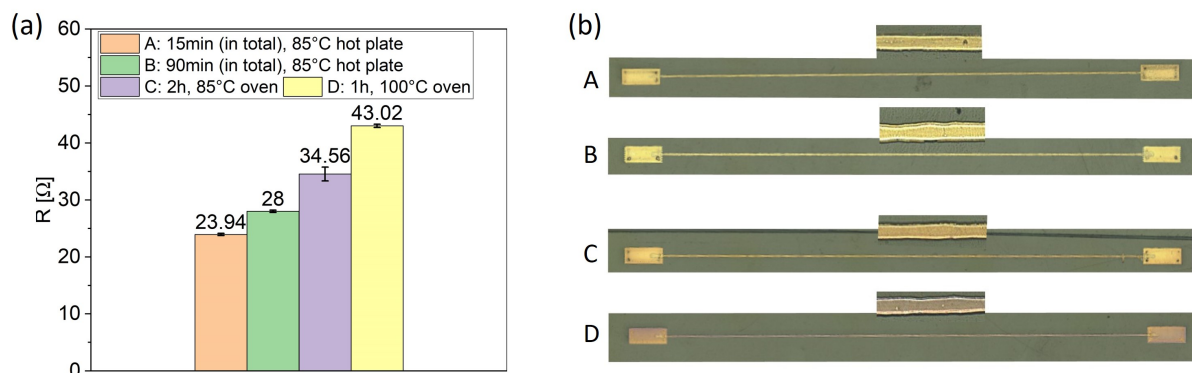 (a)
R [Ω]
60
50
40
30
20
10
0
A: 15min (in total), 85°C hot plate
B: 90min (in total), 85°C hot plate
C: 2h, 85°C oven D: 1h, 100°C oven
23.94
28
34.56
43.02
(b)
A
B
C
D